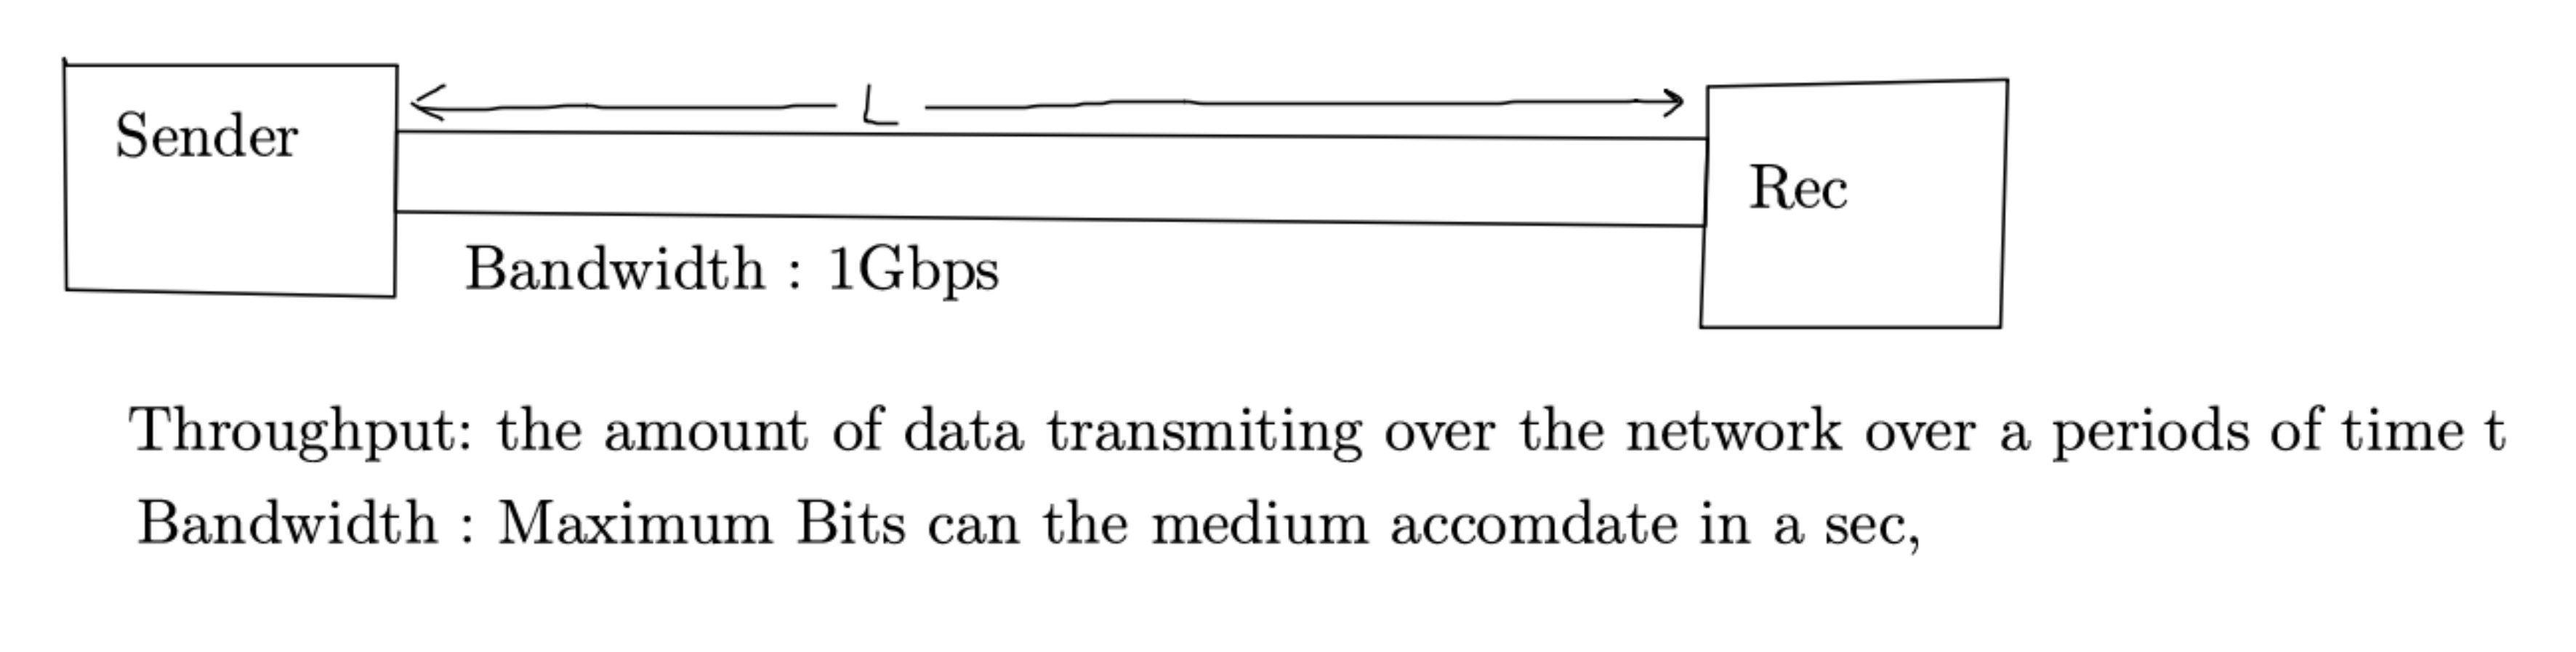 L
Sender
Rec
Bandwidth : 1Gbps
Throughput: the amount of data transmiting over the network over a periods of time t
Bandwidth : Maximum Bits can the medium accomdate in a sec,